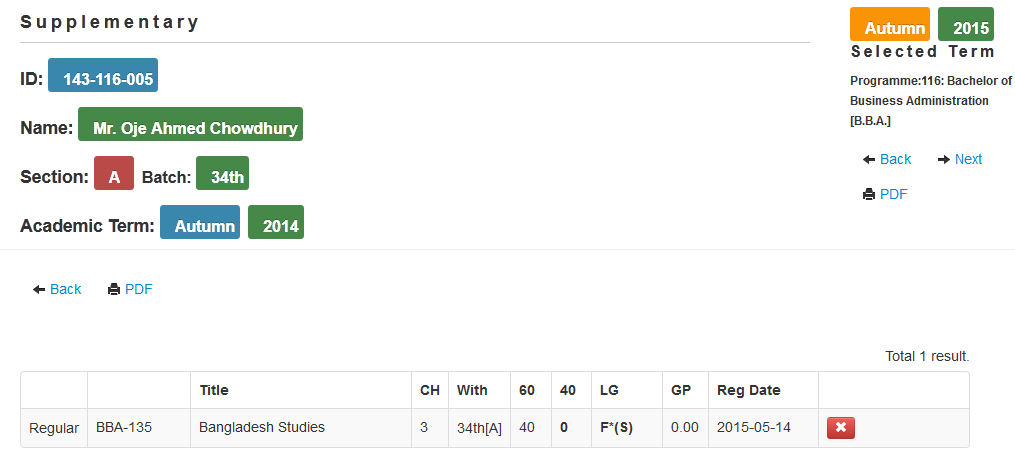 Supplementary
ID: 143-116-005
Name: Mr. Oje Ahmed Chowdhury
Section: A Batch: 34th
Academic Term: Autumn 2014
Autumn 2015
Selected Term
Programme:116: Bachelor of
Business Administration
[B.B.A.]
Back Next
PDF
Back PDF
Total 1 result.
Title CH With 60 40 LG GP Reg Date
Regular BBA-135 Bangladesh Studies 3 34th[A] 40 0 F*(S) 0.00 2015-05-14